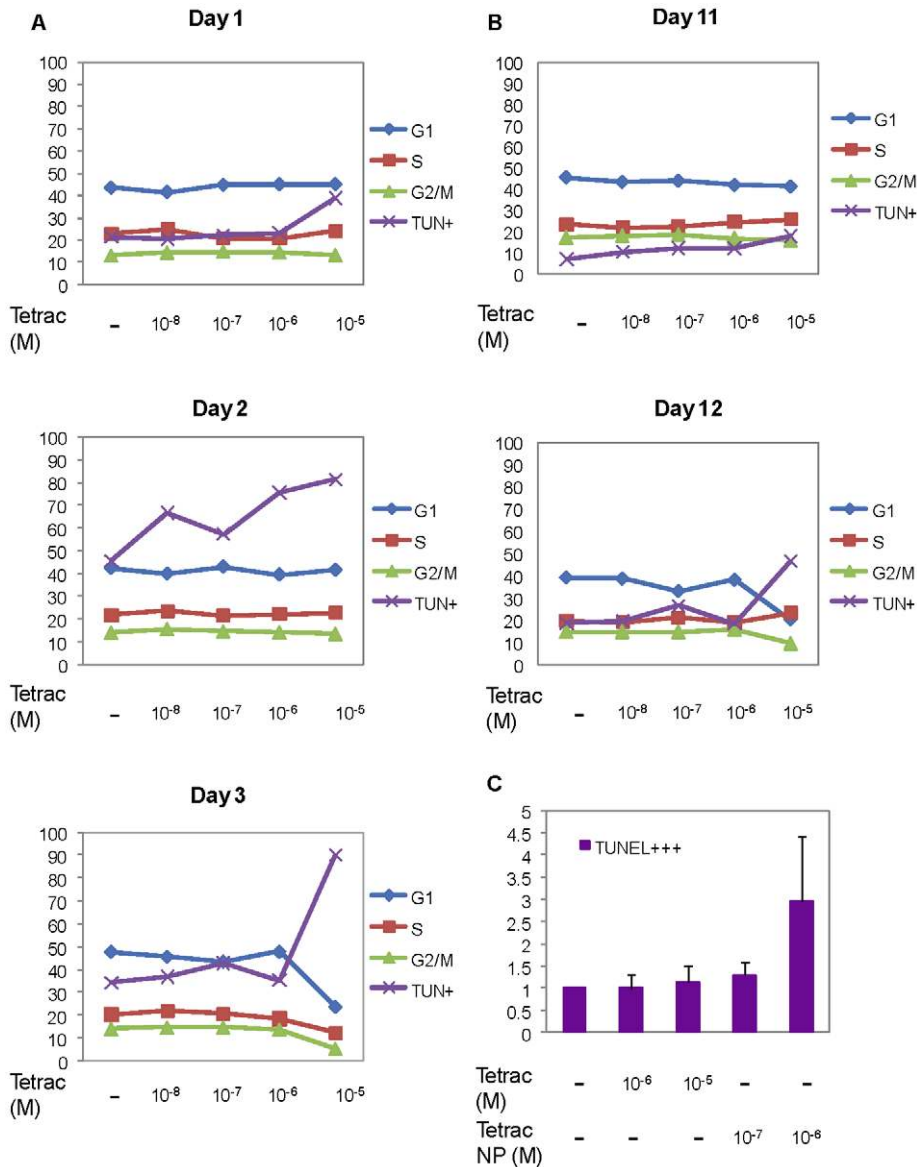 A
Day 1
100
90
80
70
60
50
40
30
20
10
0
G1
S
G2/M
TUN+
Tetrac
(M)
– 10⁻⁸ 10⁻⁷ 10⁻⁶ 10⁻⁵
Day 2
100
90
80
70
60
50
40
30
20
10
0
G1
S
G2/M
TUN+
Tetrac
(M)
– 10⁻⁸ 10⁻⁷ 10⁻⁶ 10⁻⁵
Day 3
100
90
80
70
60
50
40
30
20
10
0
G1
S
G2/M
TUN+
Tetrac
(M)
– 10⁻⁸ 10⁻⁷ 10⁻⁶ 10⁻⁵
B
Day 11
100
90
80
70
60
50
40
30
20
10
0
G1
S
G2/M
TUN+
Tetrac
(M)
– 10⁻⁸ 10⁻⁷ 10⁻⁶ 10⁻⁵
Day 12
100
90
80
70
60
50
40
30
20
10
0
G1
S
G2/M
TUN+
Tetrac
(M)
– 10⁻⁸ 10⁻⁷ 10⁻⁶ 10⁻⁵
C
5
4.5
4
3.5
3
2.5
2
1.5
1
0.5
0
TUNEL+++
Tetrac
(M)
– 10⁻⁶ 10⁻⁵ – –
Tetrac
NP (M)
– – – 10⁻⁷ 10⁻⁶